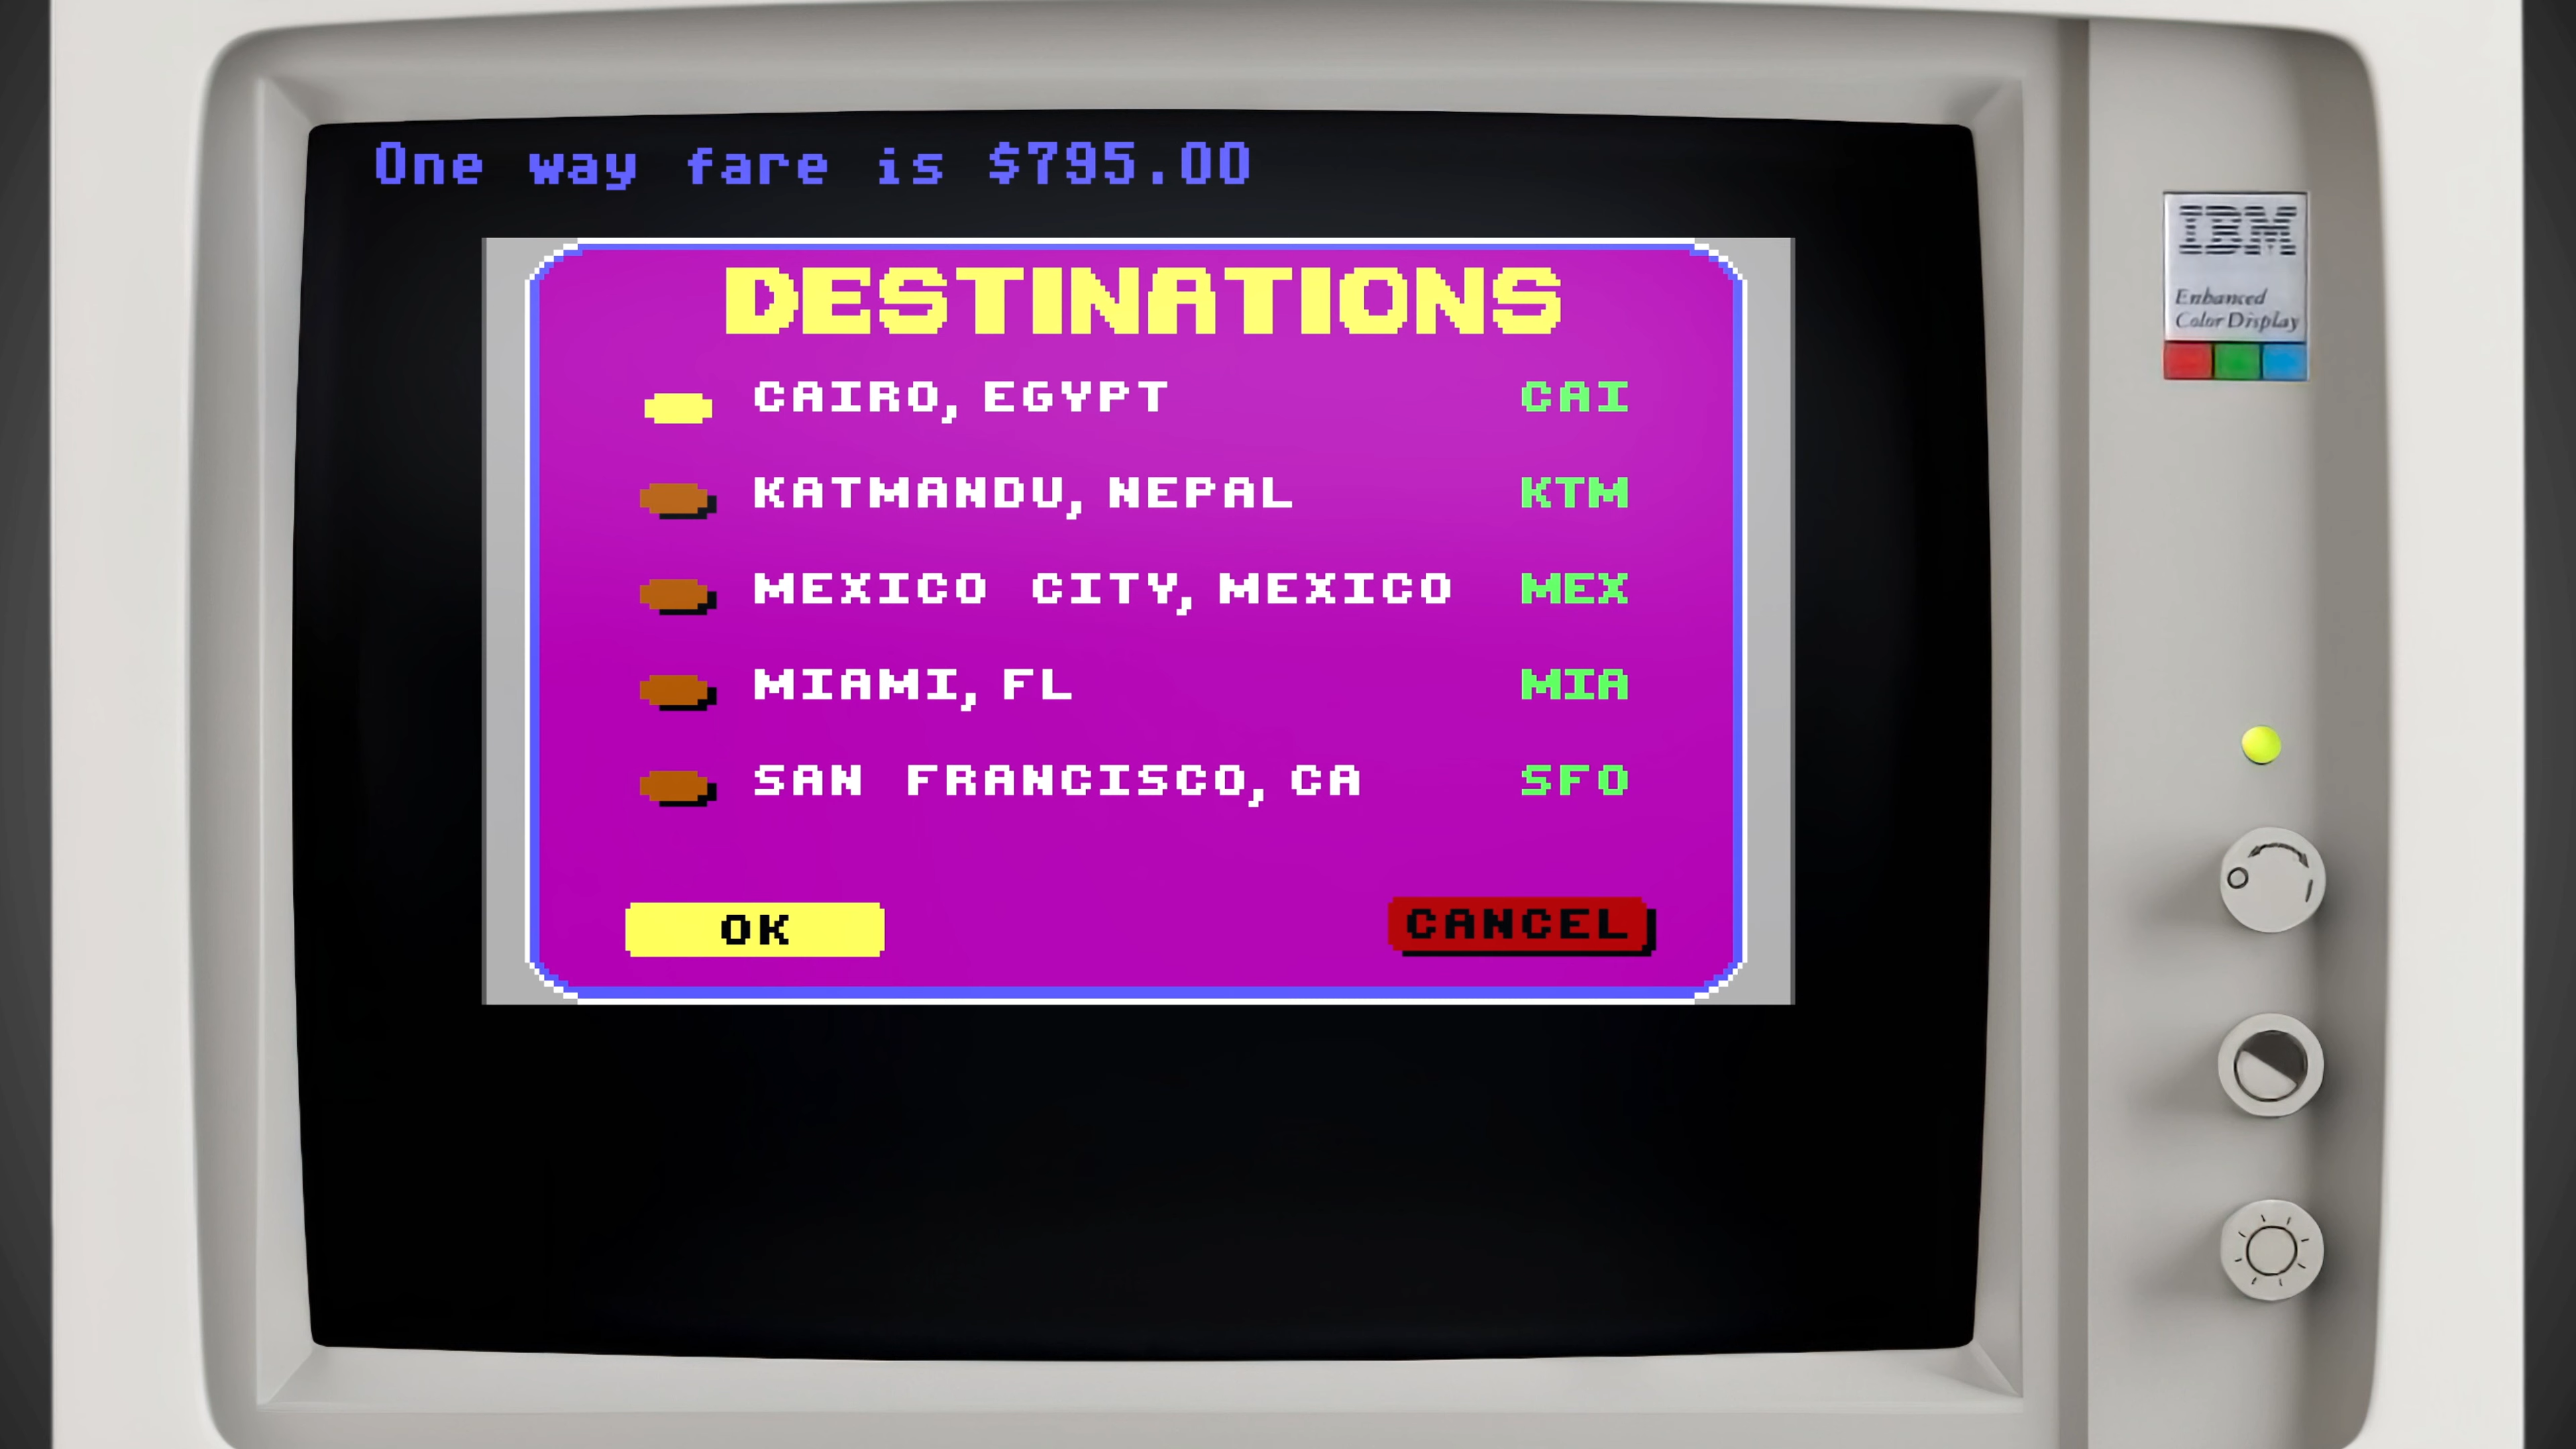 One way fare is $795.00
IBM
Enhanced
Color Display
DESTINATIONS
CAIRO, EGYPT CAI
KATMANDU, NEPAL KTM
MEXICO CITY, MEXICO MEX
MIAMI, FL MIA
SAN FRANCISCO, CA SFO
OK CANCEL